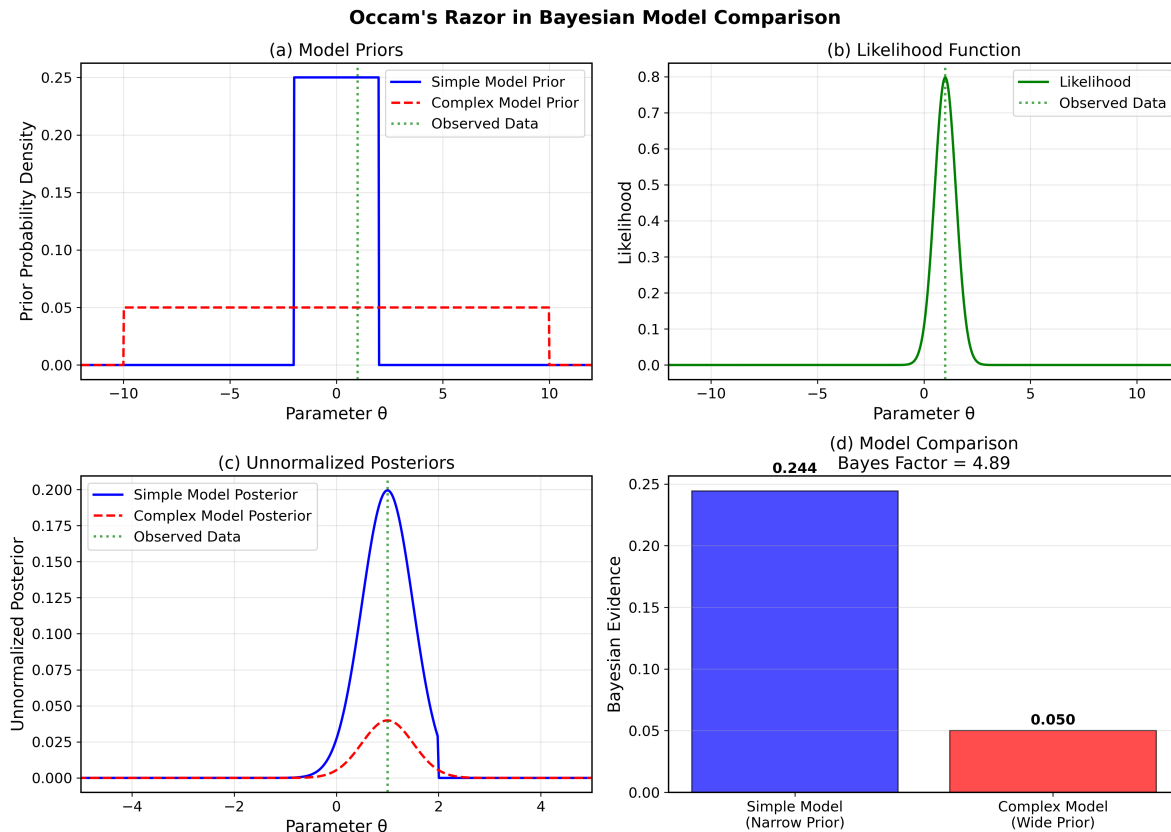 Occam's Razor in Bayesian Model Comparison
(a) Model Priors
Prior Probability Density
0.25
0.20
0.15
0.10
0.05
0.00
Simple Model Prior
Complex Model Prior
Observed Data
−10
−5
0
5
10
Parameter θ
(b) Likelihood Function
Likelihood
0.8
0.7
0.6
0.5
0.4
0.3
0.2
0.1
0.0
Likelihood
Observed Data
−10
−5
0
5
10
Parameter θ
(c) Unnormalized Posteriors
Unnormalized Posterior
0.200
0.175
0.150
0.125
0.100
0.075
0.050
0.025
0.000
Simple Model Posterior
Complex Model Posterior
Observed Data
−4
−2
0
2
4
Parameter θ
(d) Model Comparison
Bayes Factor = 4.89
Bayesian Evidence
0.25
0.20
0.15
0.10
0.05
0.00
0.244
0.050
Simple Model
(Narrow Prior)
Complex Model
(Wide Prior)